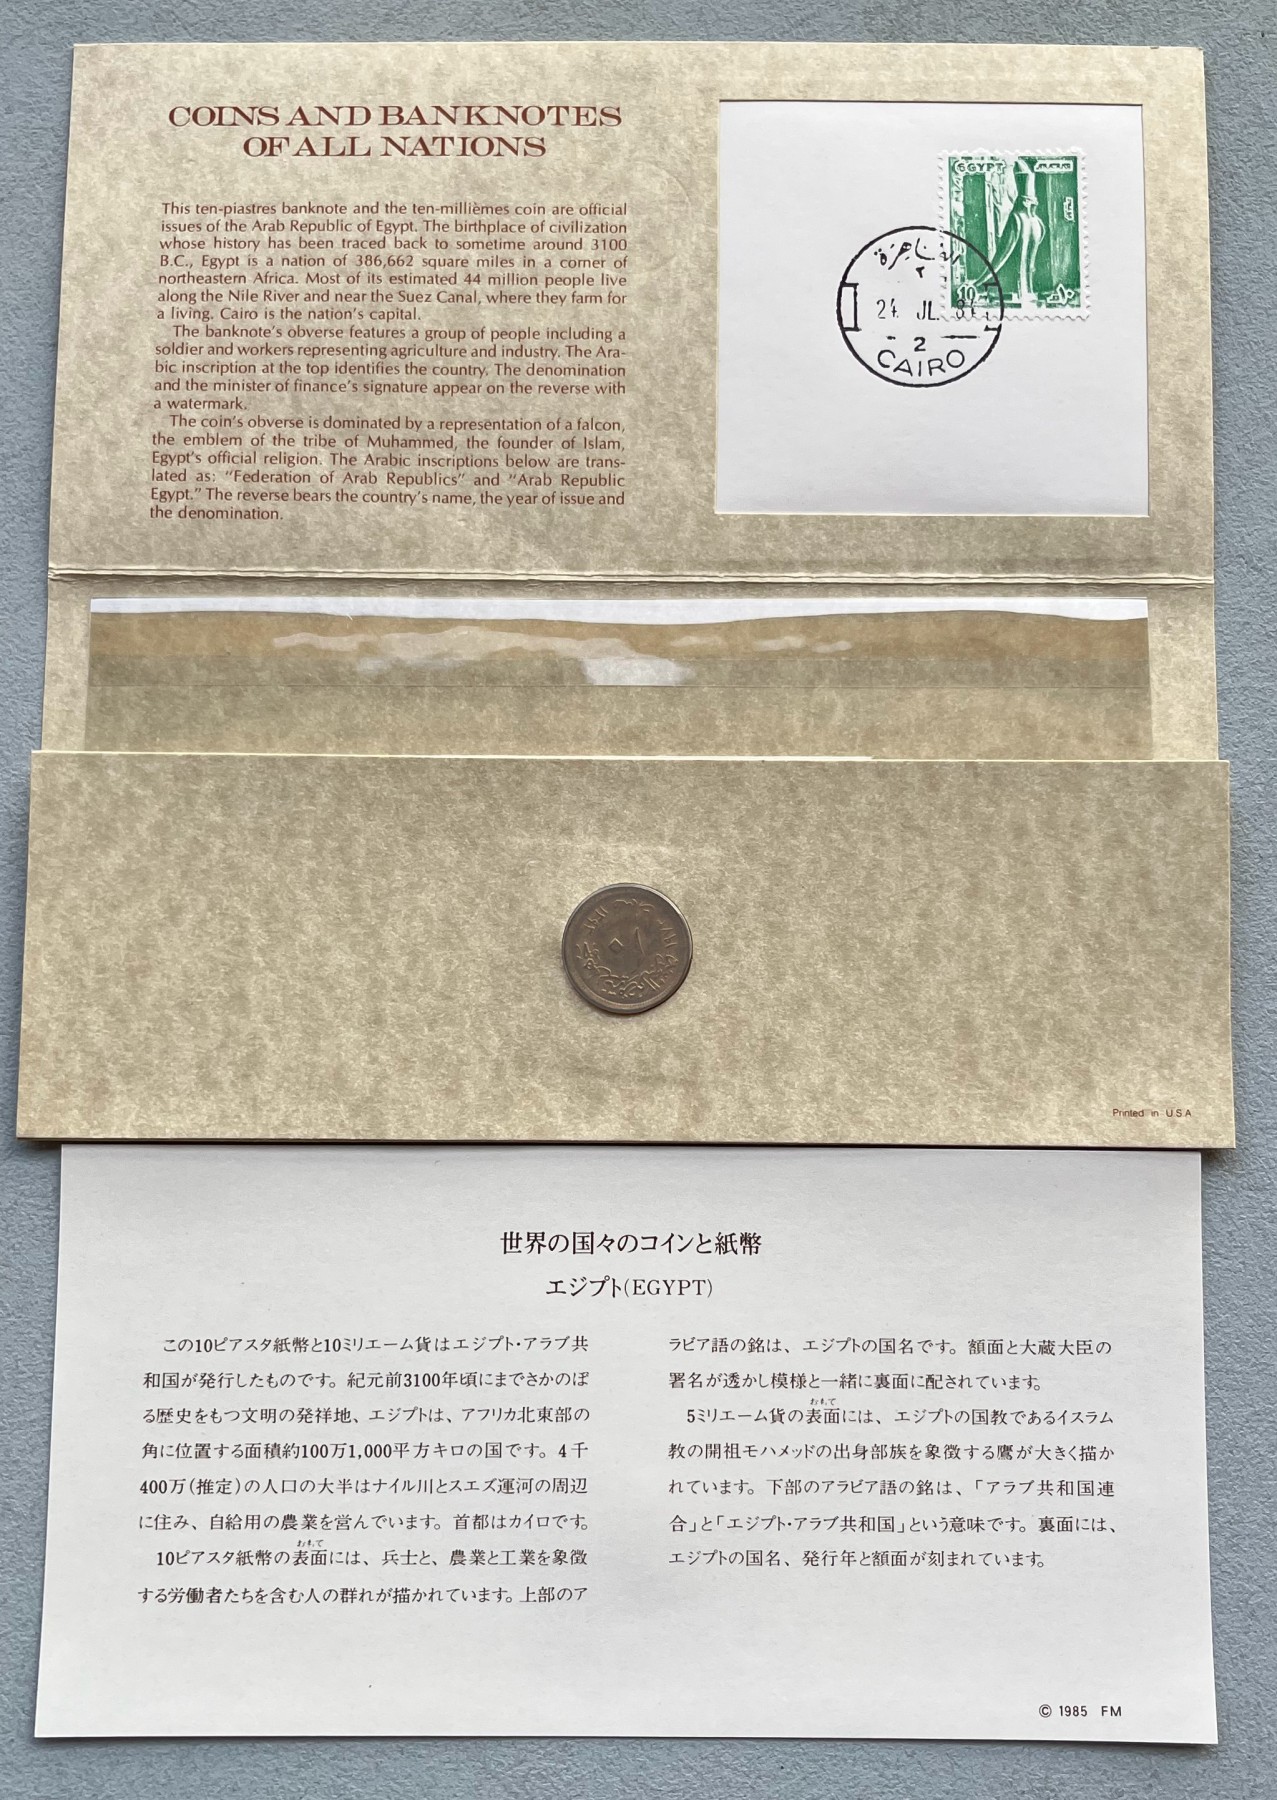 COINS AND BANKNOTES
OF ALL NATIONS
This ten-piastres banknote and the ten-millièmes coin are official
issues of the Arab Republic of Egypt. The birthplace of civilization
whose history has been traced back to sometime around 3100
B.C., Egypt is a nation of 386,662 square miles in a corner of
northeastern Africa. Most of its estimated 44 million people live
along the Nile River and near the Suez Canal, where they farm for
a living. Cairo is the nation's capital.
The banknote's obverse features a group of people including a
soldier and workers representing agriculture and industry. The Ara-
bic inscription at the top identifies the country. The denomination
and the minister of finance's signature appear on the reverse with
a watermark.
The coin's obverse is dominated by a representation of a falcon,
the emblem of the tribe of Muhammed, the founder of Islam,
Egypt's official religion. The Arabic inscriptions below are trans-
lated as: "Federation of Arab Republics" and "Arab Republic
Egypt." The reverse bears the country's name, the year of issue and
the denomination.
EGYPT
10
١٠
القاهرة
٢
24 JL.
2
CAIRO
١٠
Printed in U.S.A
世界の国々のコインと紙幣
エジプト(EGYPT)
この10ピアスタ紙幣と10ミリエーム貨はエジプト・アラブ共
和国が発行したものです。紀元前3100年頃にまでさかのぼ
る歴史をもつ文明の発祥地、エジプトは、アフリカ北東部の
角に位置する面積約100万1,000平方キロの国です。4千
400万(推定)の人口の大半はナイル川とスエズ運河の周辺
に住み、自給用の農業を営んでいます。首都はカイロです。
おもて
10ピアスタ紙幣の表面には、兵士と、農業と工業を象徴
する労働者たちを含む人の群れが描かれています。上部のア
ラビア語の銘は、エジプトの国名です。額面と大蔵大臣の
署名が透かし模様と一緒に裏面に配されています。
おもて
5ミリエーム貨の表面には、エジプトの国教であるイスラム
教の開祖モハメッドの出身部族を象徴する鷹が大きく描か
れています。下部のアラビア語の銘は、「アラブ共和国連
合」と「エジプト・アラブ共和国」という意味です。裏面には、
エジプトの国名、発行年と額面が刻まれています。
© 1985 FM